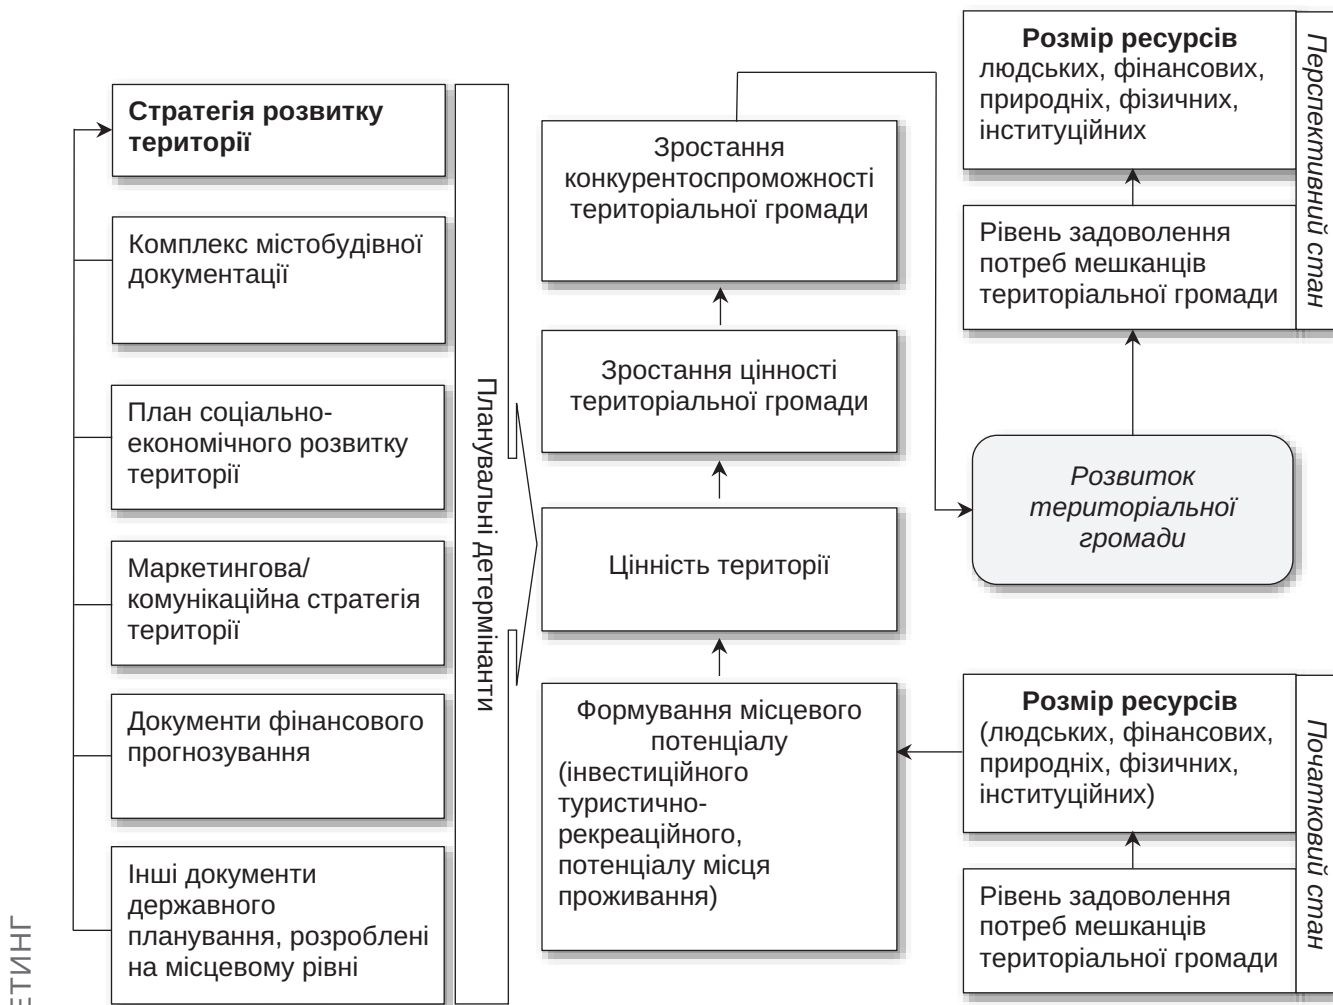 Стратегія розвитку
території
Комплекс містобудівної
документації
План соціально-
економічного розвитку
території
Маркетингова/
комунікаційна стратегія
території
Документи фінансового
прогнозування
Інші документи
державного
планування, розроблені
на місцевому рівні
Планувальні детермінанти
Зростання
конкурентоспроможності
територіальної громади
Зростання цінності
територіальної громади
Цінність території
Формування місцевого
потенціалу
(інвестиційного
туристично-
рекреаційного,
потенціалу місця
проживання)
Розмір ресурсів
людських, фінансових,
природніх, фізичних,
інституційних
Рівень задоволення
потреб мешканців
територіальної громади
Перспективний стан
Розвиток
територіальної
громади
Розмір ресурсів
(людських, фінансових,
природніх, фізичних,
інституційних)
Рівень задоволення
потреб мешканців
територіальної громади
Початковий стан